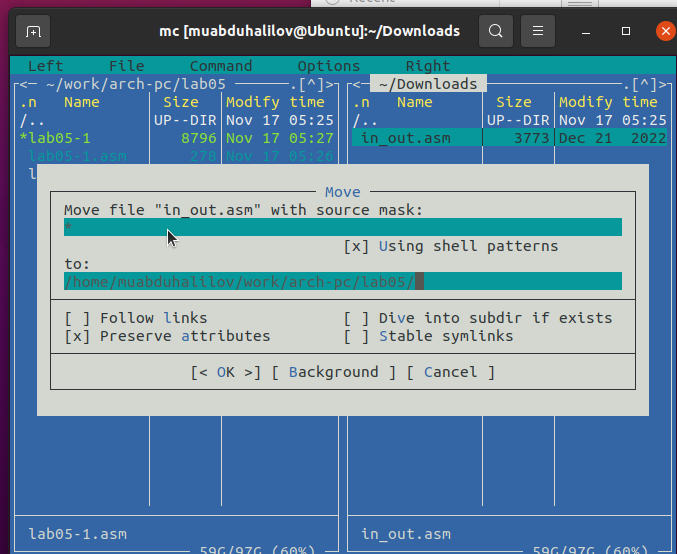 Recent
mc [muabduhalilov@Ubuntu]:~/Downloads
Left File Command Options Right
<─ ~/work/arch-pc/lab05 ─ .[^]>
<─ ~/Downloads ─ .[^]>
.n Name Size Modify time
.n Name Size Modify time
/.. UP--DIR Nov 17 05:25
/.. UP--DIR Nov 17 05:25
*lab05-1 8796 Nov 17 05:27
in_out.asm 3773 Dec 21 2022
lab05-1.asm 278 Nov 17 05:26
l
Move
Move file "in_out.asm" with source mask:
*
[x] Using shell patterns
to:
/home/muabduhalilov/work/arch-pc/lab05/
[ ] Follow links [ ] Dive into subdir if exists
[x] Preserve attributes [ ] Stable symlinks
[< OK >] [ Background ] [ Cancel ]
lab05-1.asm
in_out.asm
59G/97G (60%)
59G/97G (60%)